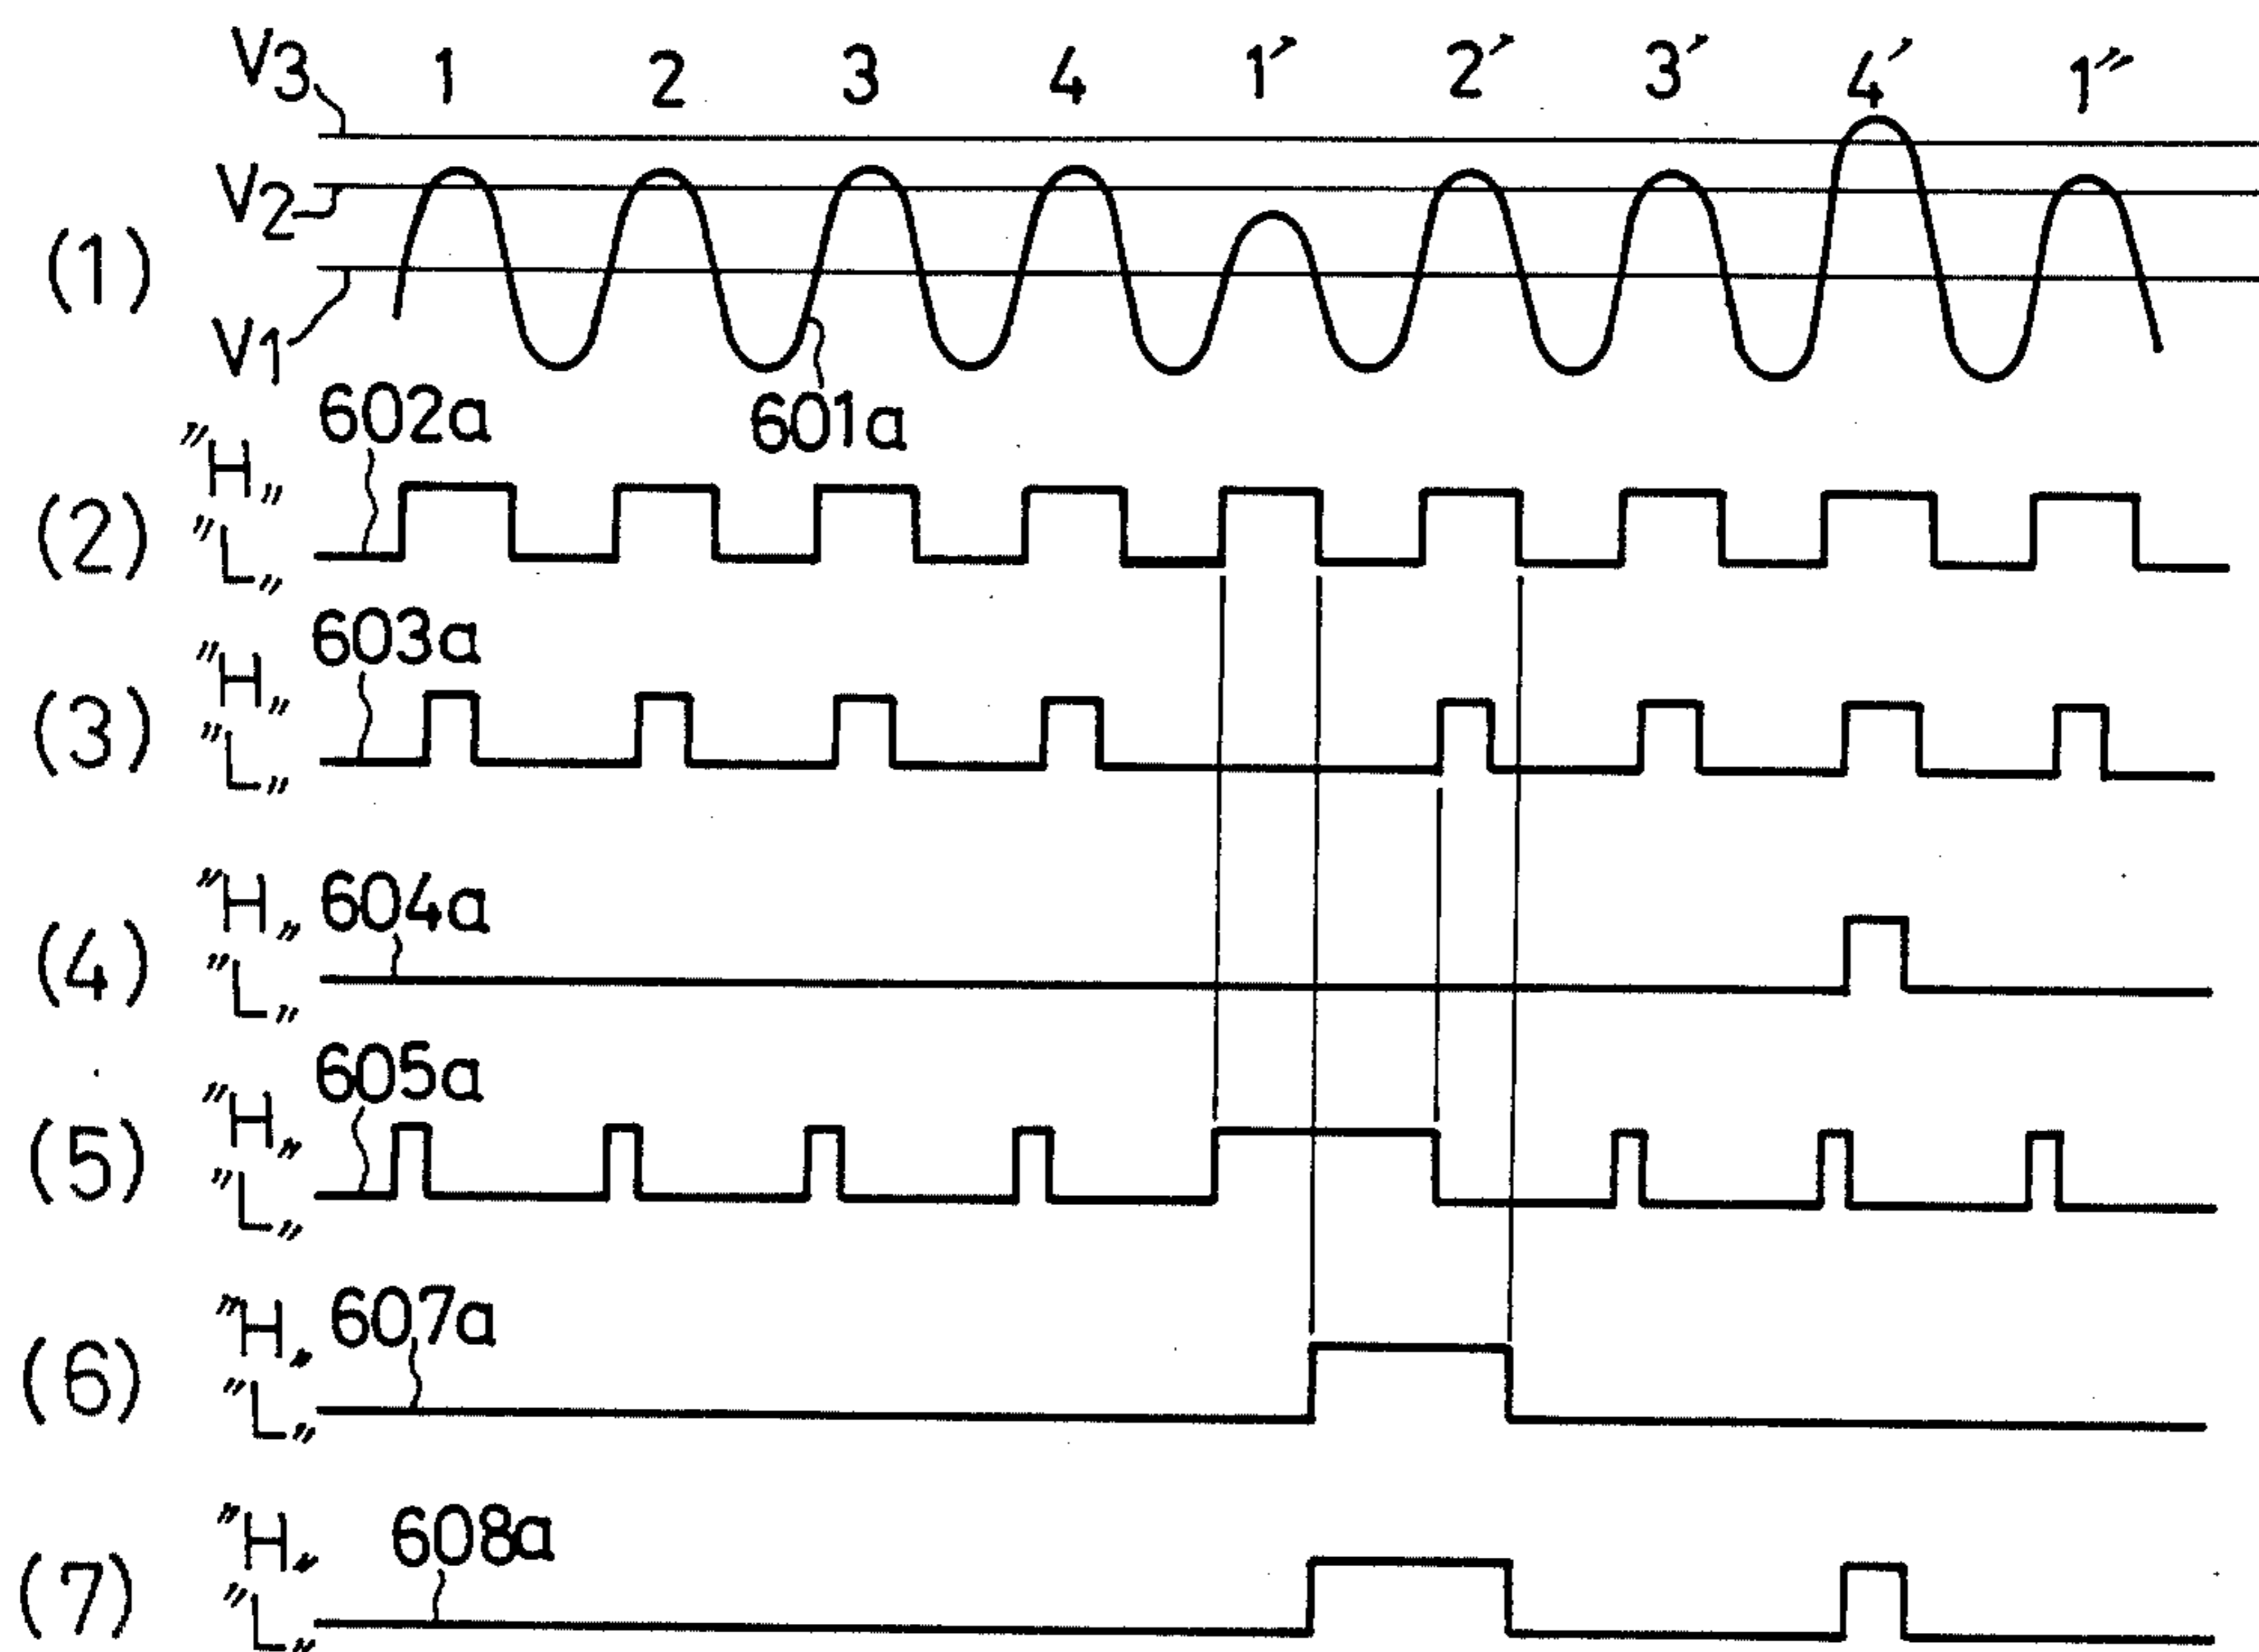 V3 1 2 3 4 1′ 2′ 3′ 4′ 1″
V2
(1)
V1
602a 601a
(2) "H" "L"
603a
(3) "H" "L"
604a
(4) "H" "L"
605a
(5) "H" "L"
607a
(6) "H" "L"
608a
(7) "H" "L"